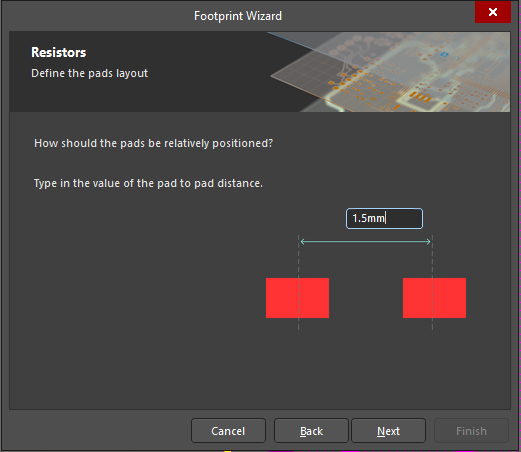 Footprint Wizard
Resistors
Define the pads layout
How should the pads be relatively positioned?
Type in the value of the pad to pad distance.
1.5mm
Cancel
Back
Next
Finish